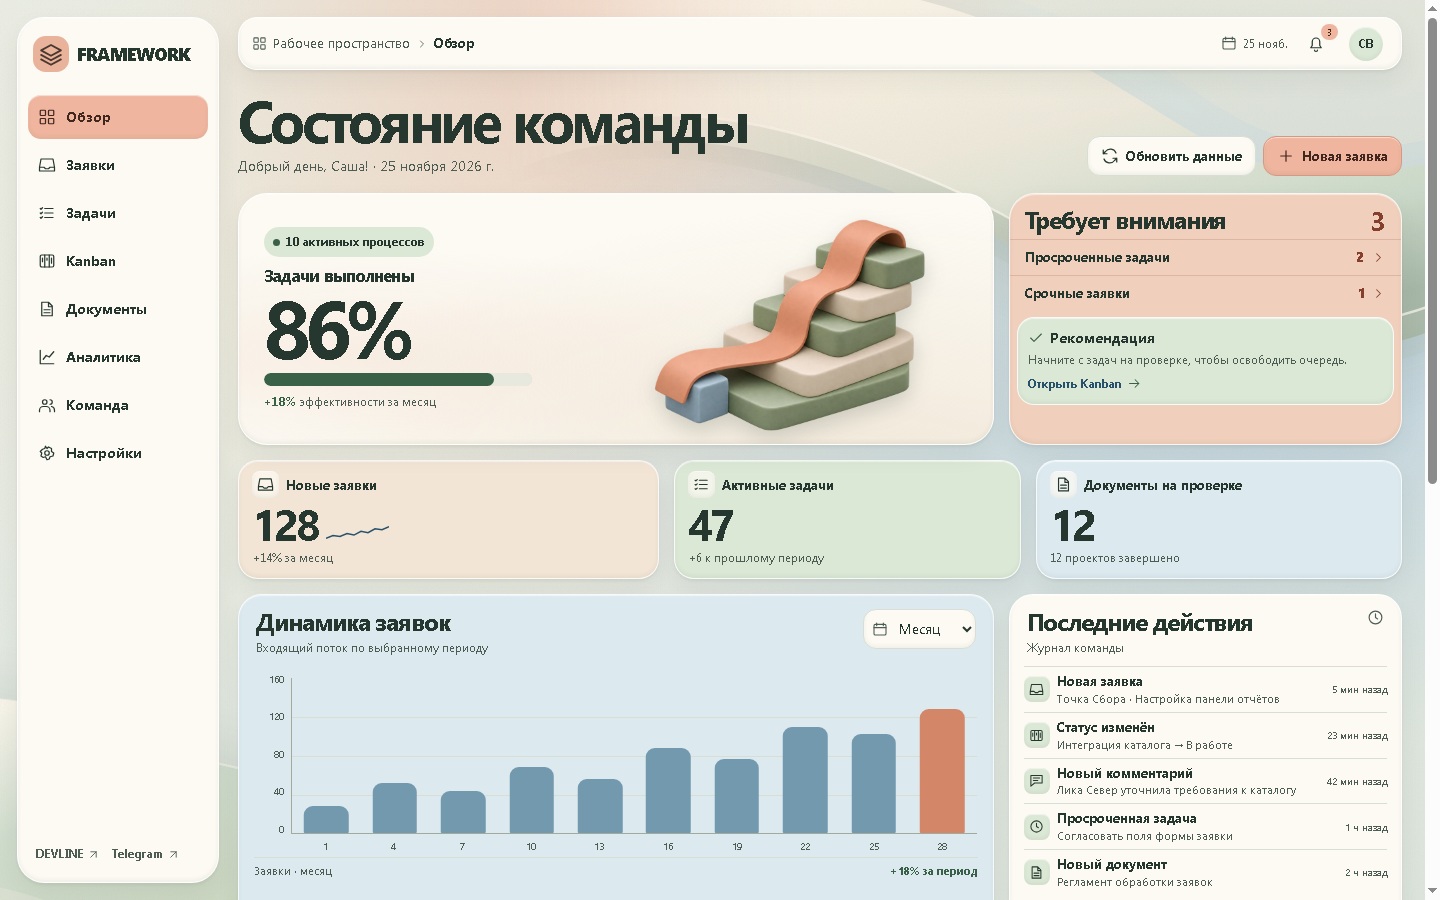 FRAMEWORK
Обзор
Заявки
Задачи
Kanban
Документы
Аналитика
Команда
Настройки
DEVLINE
Telegram
Рабочее пространство
Обзор
25 нояб.
3
СВ
Состояние команды
Добрый день, Саша! · 25 ноября 2026 г.
Обновить данные
Новая заявка
10 активных процессов
Задачи выполнены
86%
+18% эффективности за месяц
Требует внимания 3
Просроченные задачи 2
Срочные заявки 1
Рекомендация
Начните с задач на проверке, чтобы освободить очередь.
Открыть Kanban →
Новые заявки
128
+14% за месяц
Активные задачи
47
+6 к прошлому периоду
Документы на проверке
12
12 проектов завершено
Динамика заявок
Входящий поток по выбранному периоду
Месяц
160
120
80
40
0
1 4 7 10 13 16 19 22 25 28
Заявки · месяц
+18% за период
Последние действия
Журнал команды
Новая заявка
Точка Сбора · Настройка панели отчётов
5 мин назад
Статус изменён
Интеграция каталога → В работе
23 мин назад
Новый комментарий
Лика Север уточнила требования к каталогу
42 мин назад
Просроченная задача
Согласовать поля формы заявки
1 ч назад
Новый документ
Регламент обработки заявок
2 ч назад